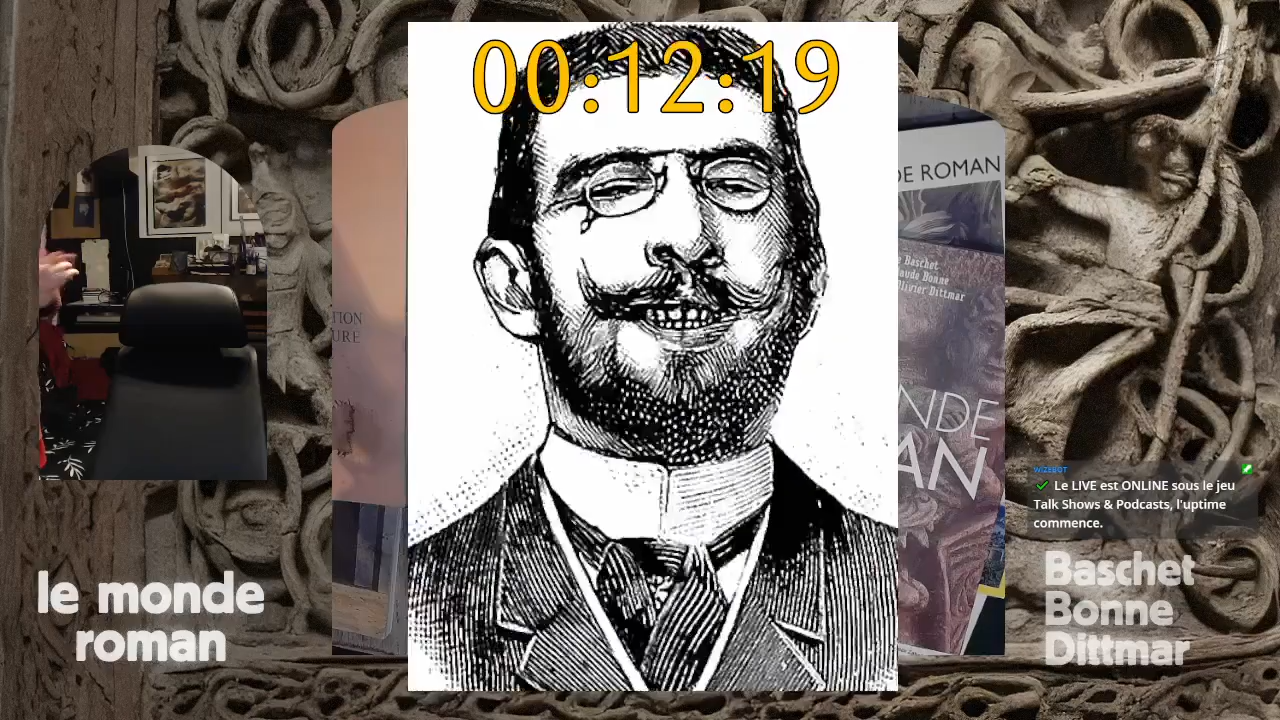 00:12:19
DE ROMAN
e Baschet
aude Bonne
Olivier Dittmar
TION
URE
NDE
AN
WIZEBOT
Le LIVE est ONLINE sous le jeu
Talk Shows & Podcasts, l'uptime
commence.
le monde
roman
Baschet
Bonne
Dittmar